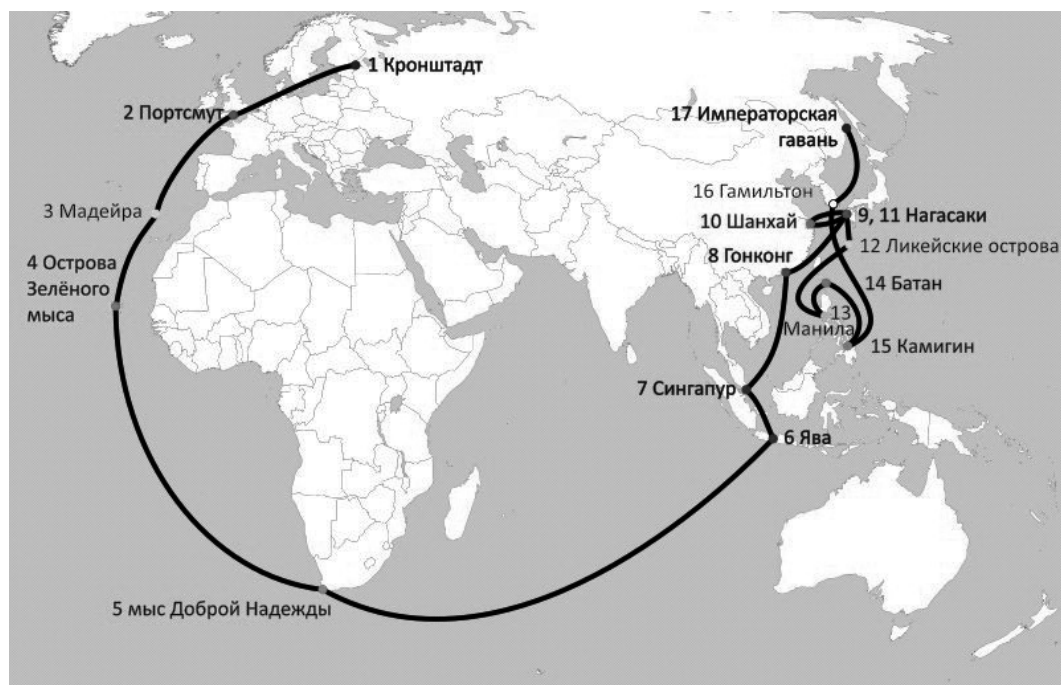 1 Кронштадт
2 Портсмут
3 Мадейра
4 Острова
Зелёного
мыса
5 мыс Доброй Надежды
6 Ява
7 Сингапур
8 Гонконг
9, 11 Нагасаки
10 Шанхай
12 Ликейские острова
13
Манила
14 Батан
15 Камигин
16 Гамильтон
17 Императорская
гавань